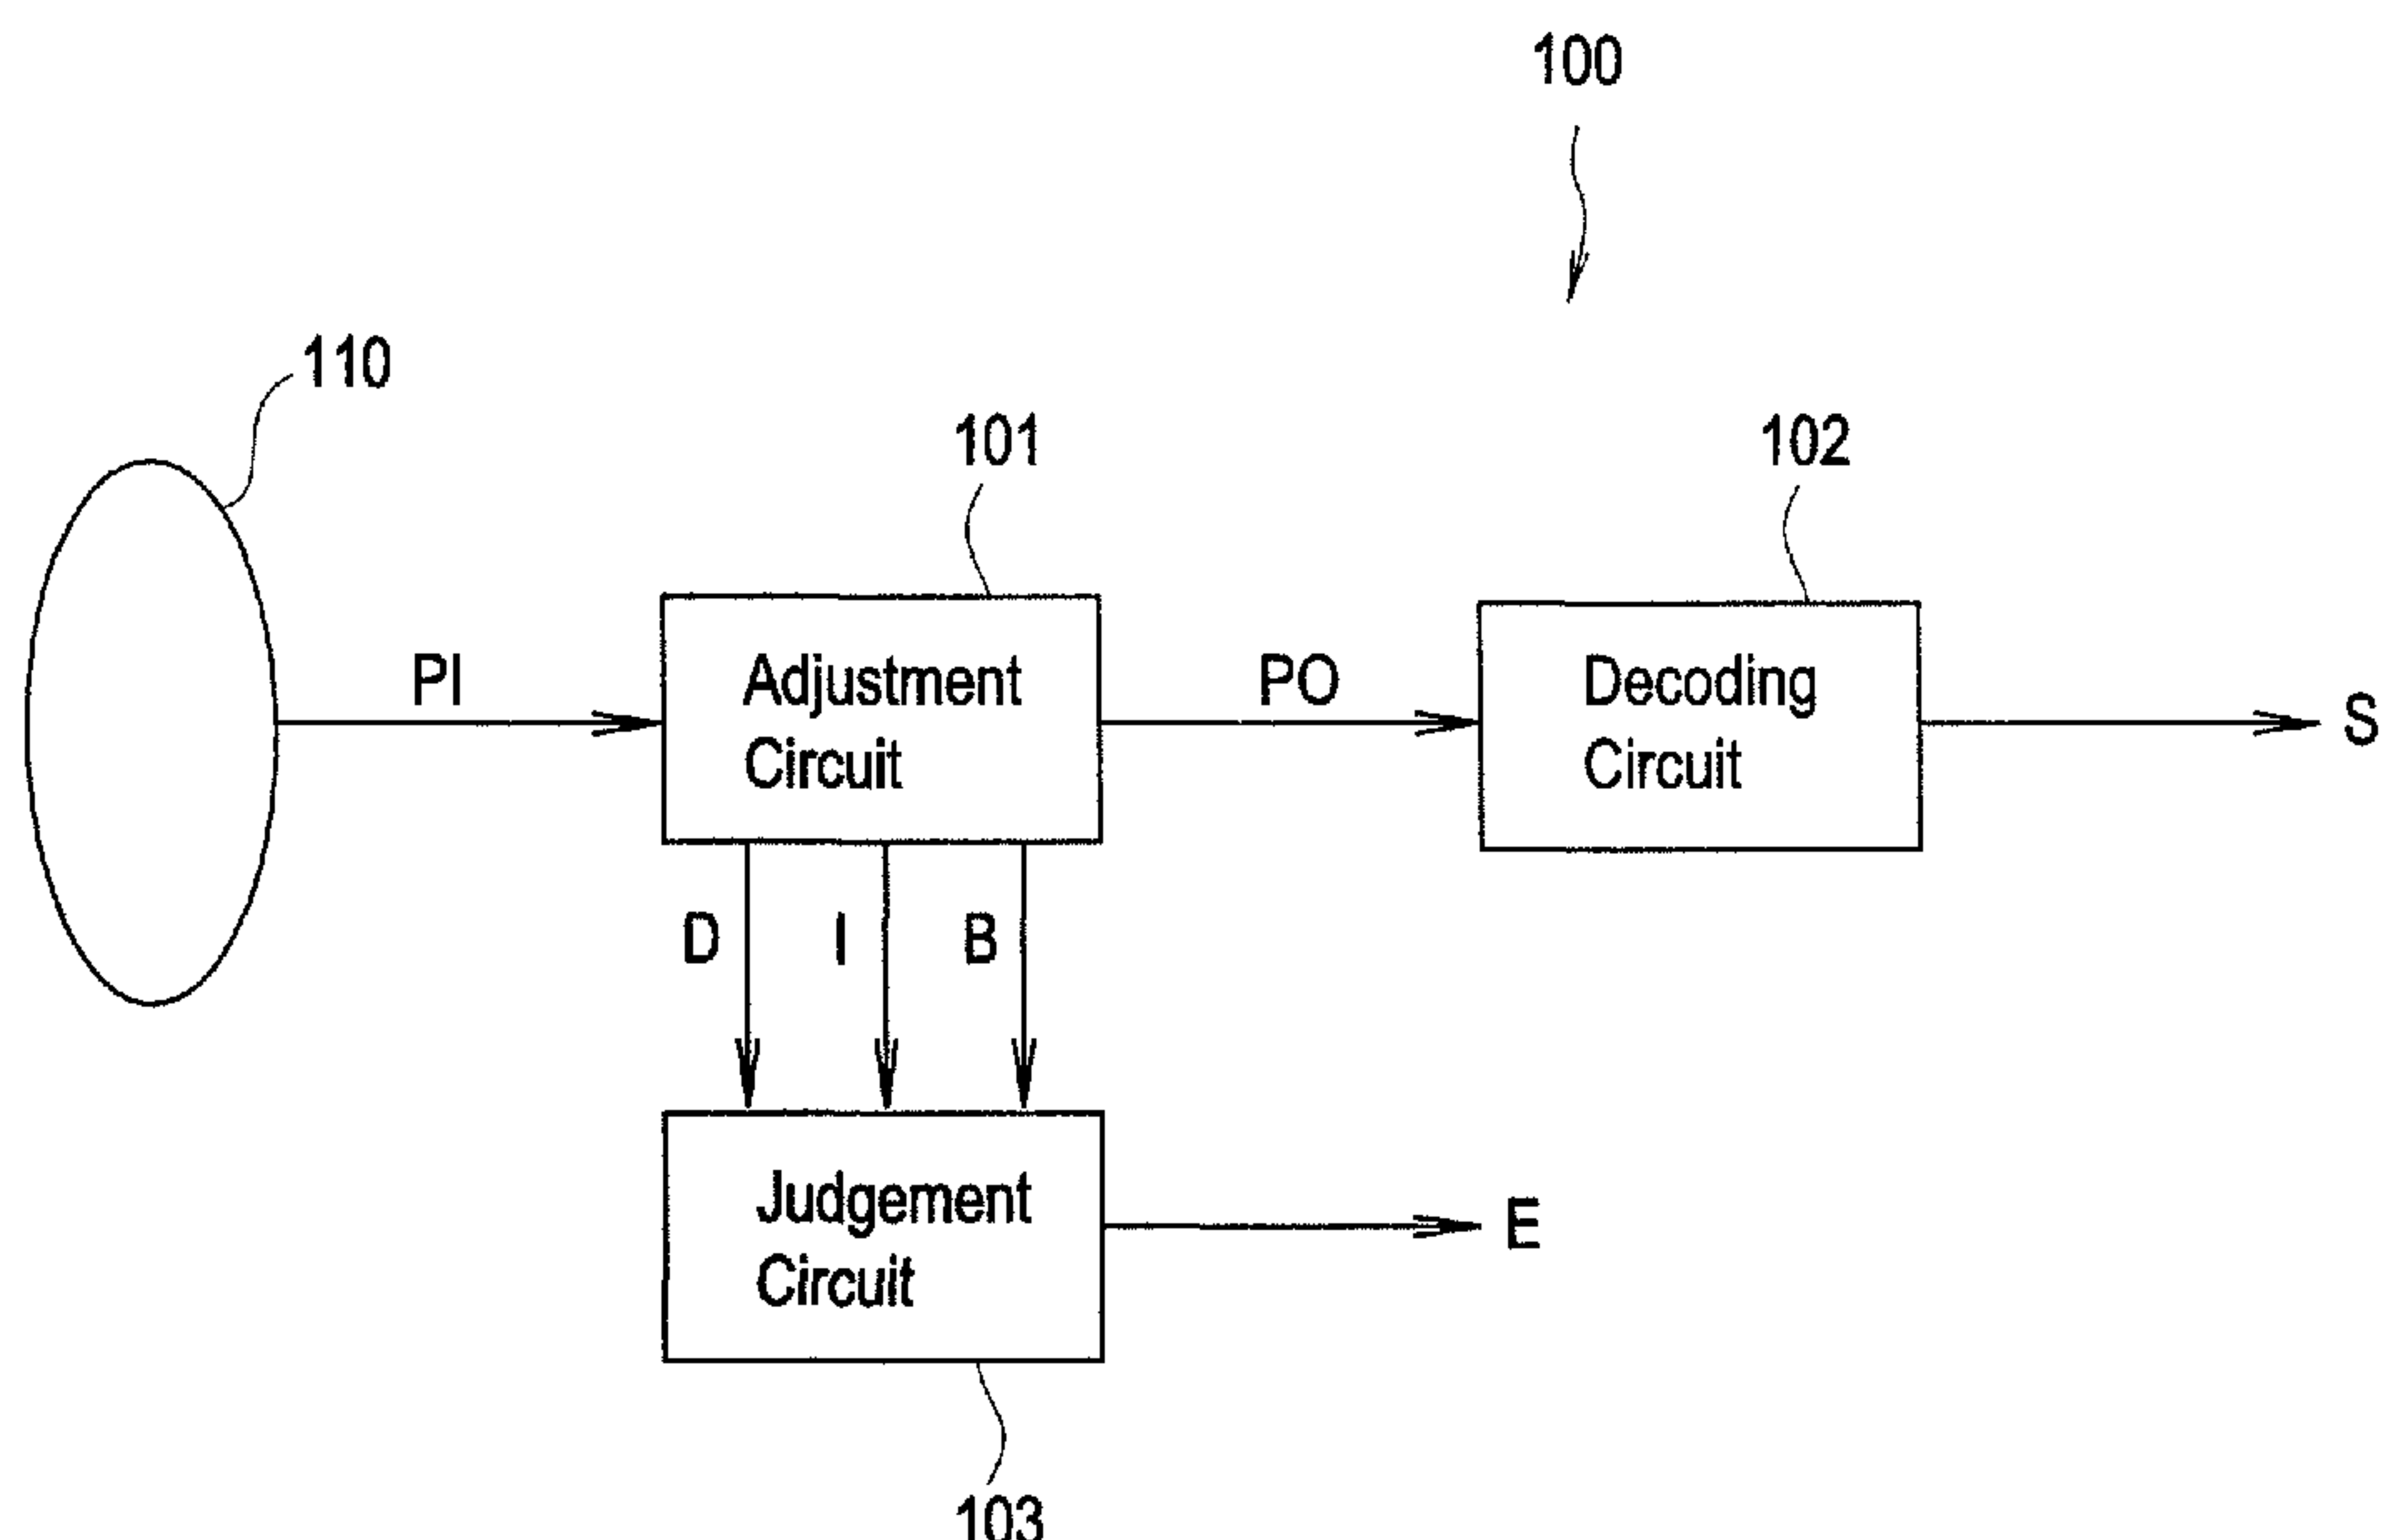 100
110
101
102
PI
Adjustment
Circuit
PO
Decoding
Circuit
S
D
I
B
Judgement
Circuit
E
103